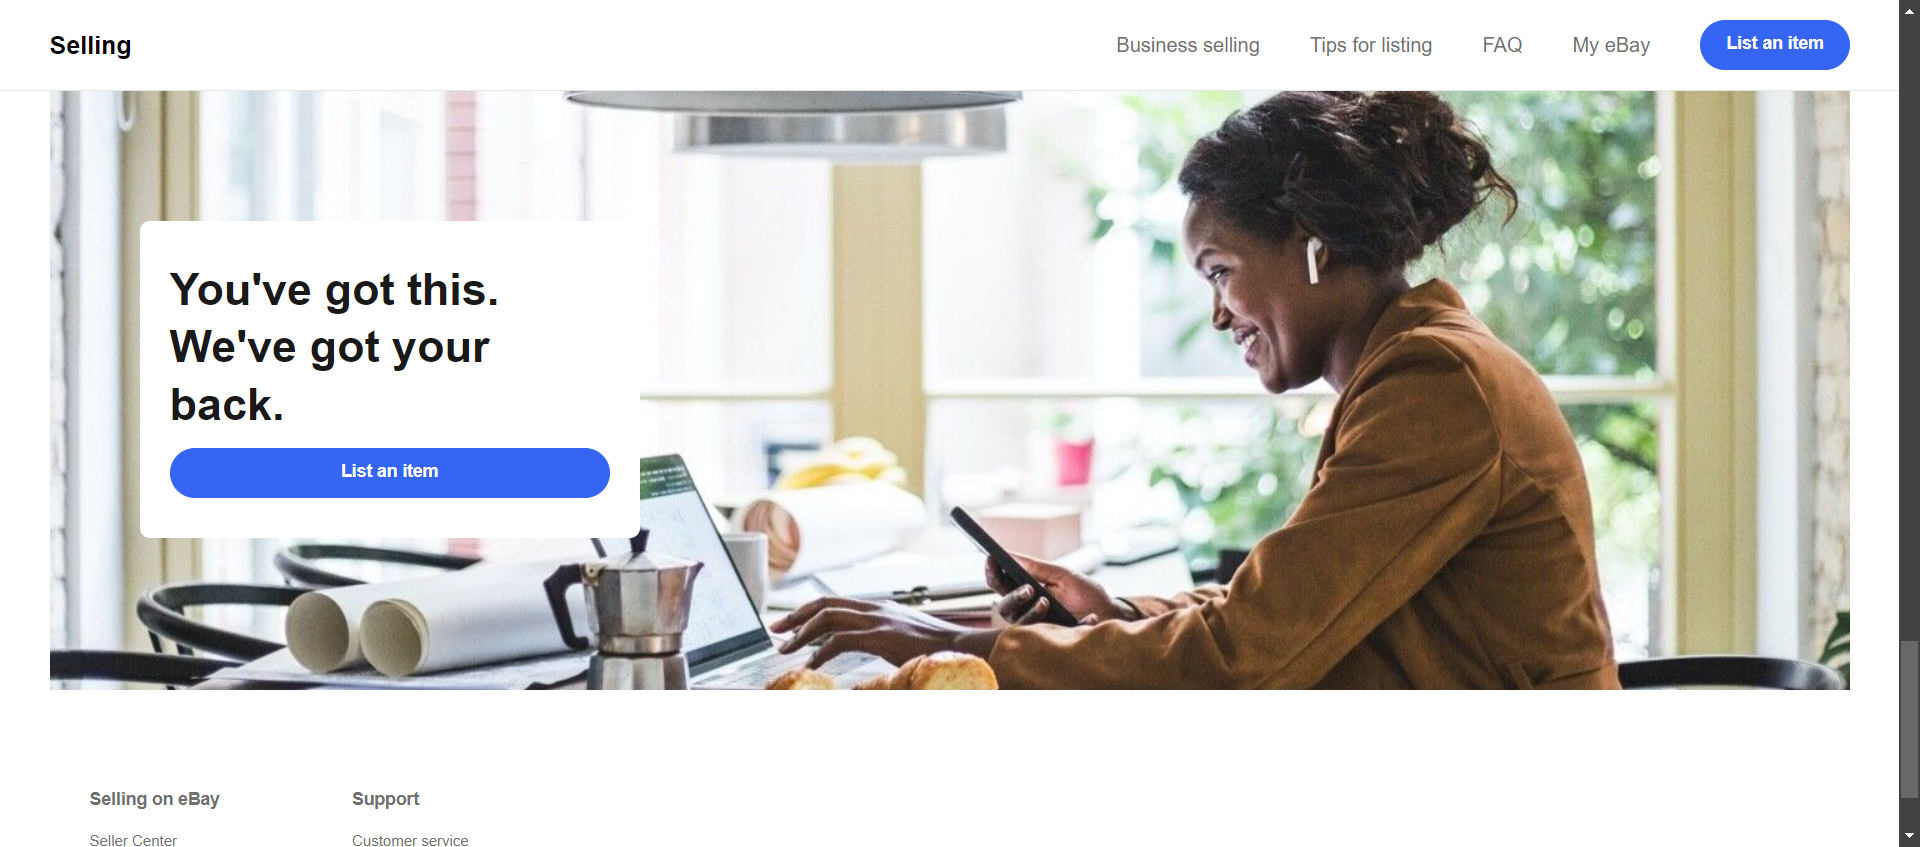 Selling
Business selling
Tips for listing
FAQ
My eBay
List an item
You've got this.
We've got your
back.
List an item
Selling on eBay
Support
Seller Center
Customer service